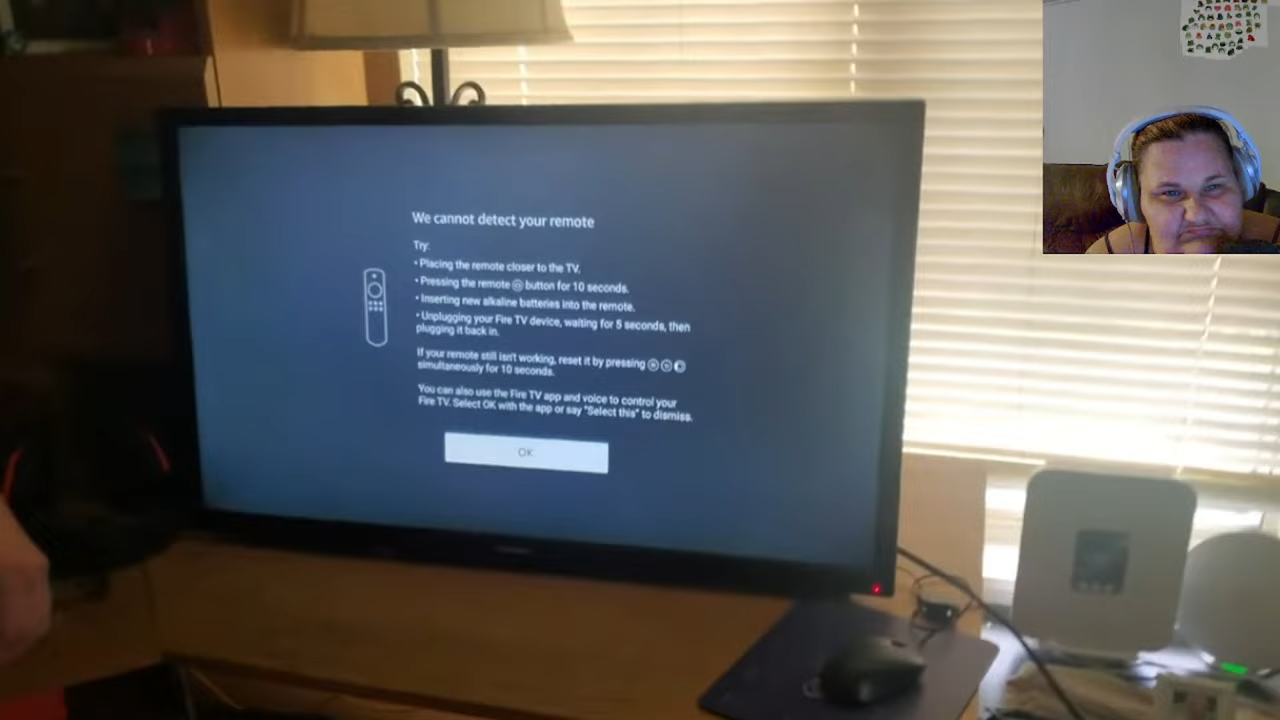 We cannot detect your remote
Try:
• Placing the remote closer to the TV.
• Pressing the remote button for 10 seconds.
• Inserting new alkaline batteries into the remote.
• Unplugging your Fire TV device, waiting for 5 seconds, then
plugging it back in.
If your remote still isn't working, reset it by pressing
simultaneously for 10 seconds.
You can also use the Fire TV app and voice to control your
Fire TV. Select OK with the app or say "Select this" to dismiss.
OK